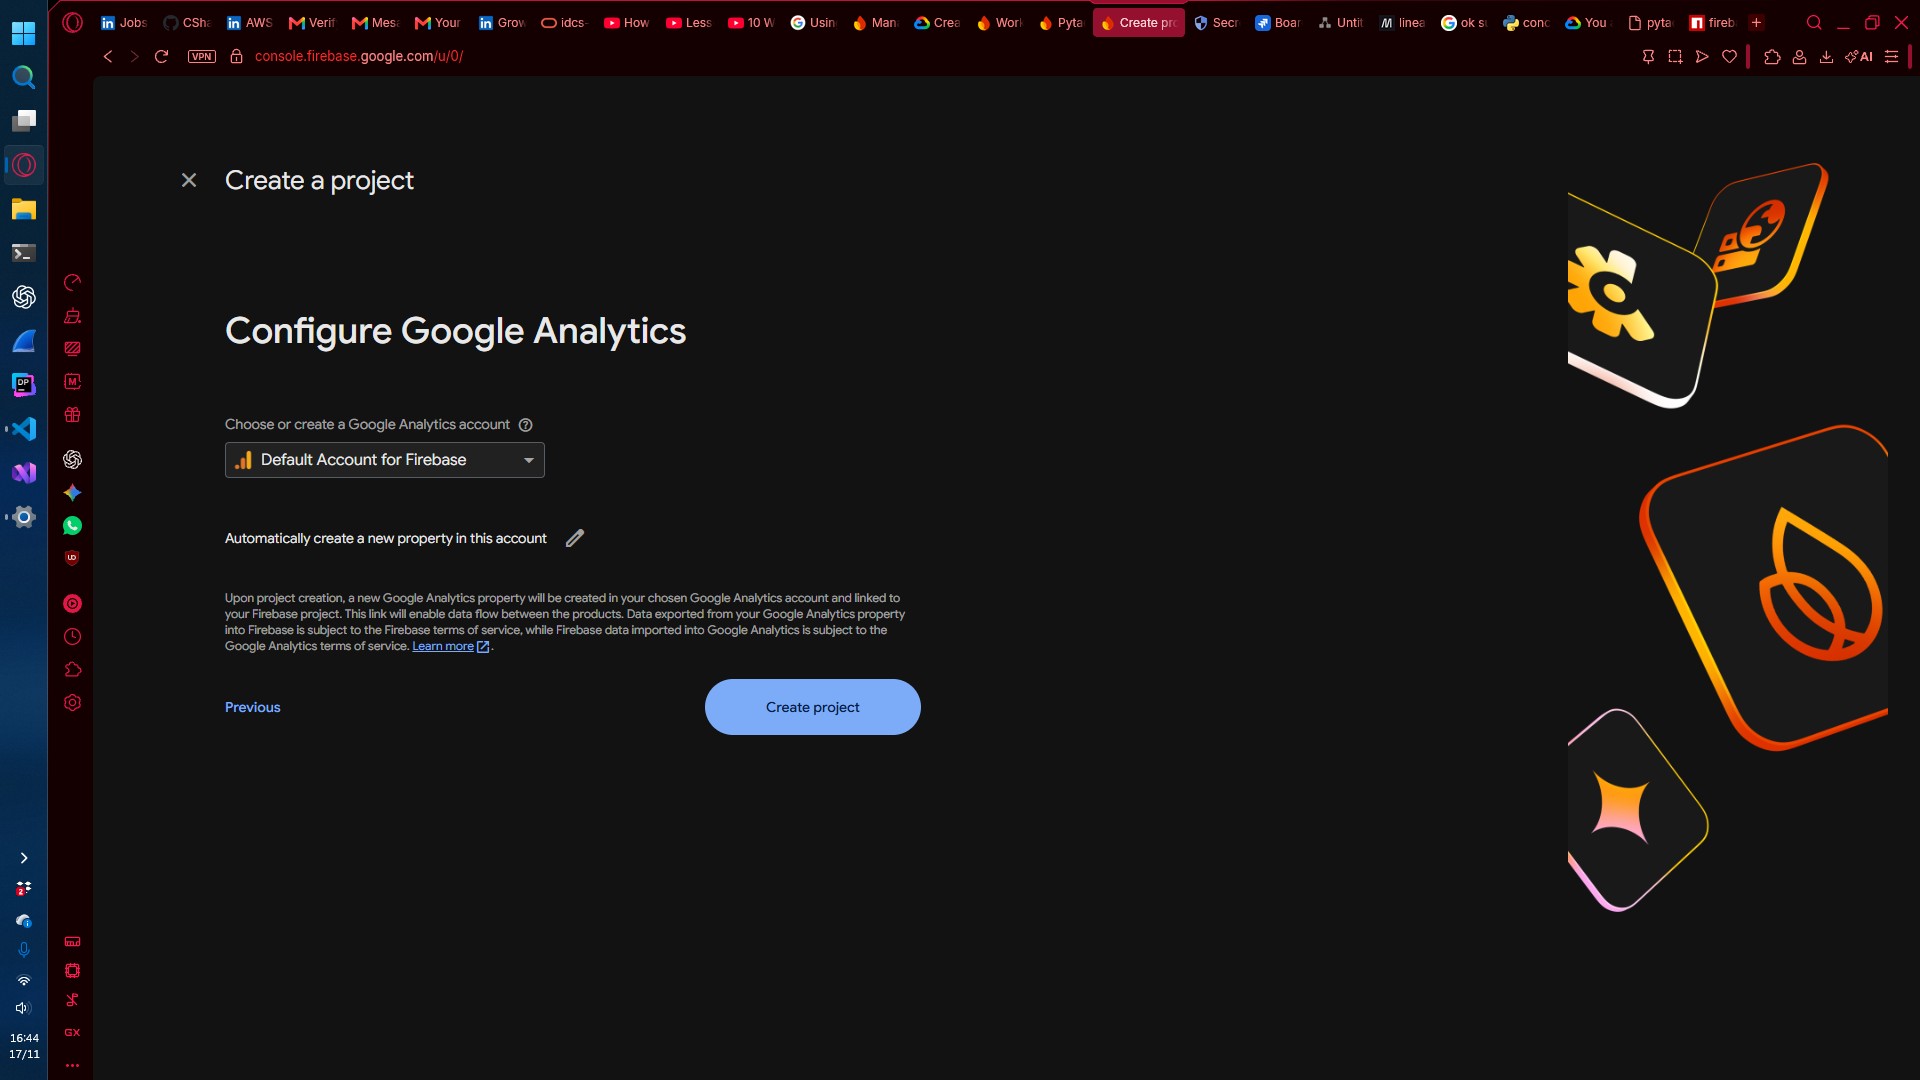 Jobs
CSha
AWS
Verif
Mess
Your
Grow
idcs-
How
Less
10 W
Using
Man
Crea
Work
Pyta
Create pro
Secr
Boar
Untit
linea
ok su
conc
You
pyta
fireb
VPN
console.firebase.google.com/u/0/
AI
Create a project
Configure Google Analytics
Choose or create a Google Analytics account
Default Account for Firebase
Automatically create a new property in this account
Upon project creation, a new Google Analytics property will be created in your chosen Google Analytics account and linked to
your Firebase project. This link will enable data flow between the products. Data exported from your Google Analytics property
into Firebase is subject to the Firebase terms of service, while Firebase data imported into Google Analytics is subject to the
Google Analytics terms of service. Learn more.
Previous
Create project
GX
16:44
17/11